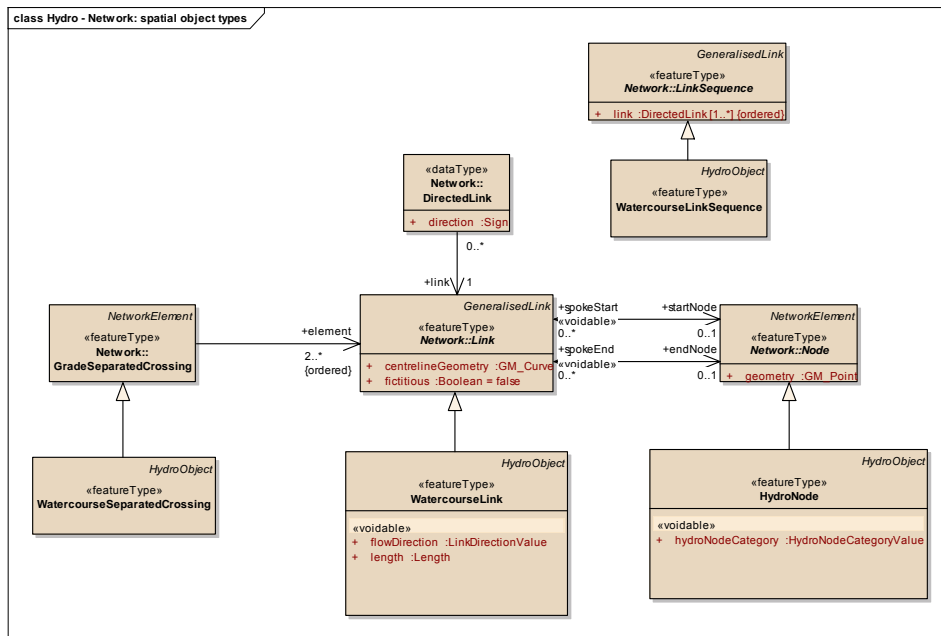 class Hydro - Network: spatial object types
GeneralisedLink
«featureType»
Network::LinkSequence
+ link :DirectedLink [1..*] {ordered}
HydroObject
«featureType»
WatercourseLinkSequence
«dataType»
Network::
DirectedLink
+ direction :Sign
0..*
+link
1
GeneralisedLink
«featureType»
Network::Link
+ centrelineGeometry :GM_Curve
+ fictitious :Boolean = false
+spokeStart
«voidable»
0..*
+startNode
0..1
+spokeEnd
«voidable»
0..*
+endNode
0..1
NetworkElement
«featureType»
Network::Node
+ geometry :GM_Point
NetworkElement
«featureType»
Network::
GradeSeparatedCrossing
+element
2..*
{ordered}
HydroObject
«featureType»
WatercourseSeparatedCrossing
HydroObject
«featureType»
WatercourseLink
«voidable»
+ flowDirection :LinkDirectionValue
+ length :Length
HydroObject
«featureType»
HydroNode
«voidable»
+ hydroNodeCategory :HydroNodeCategoryValue